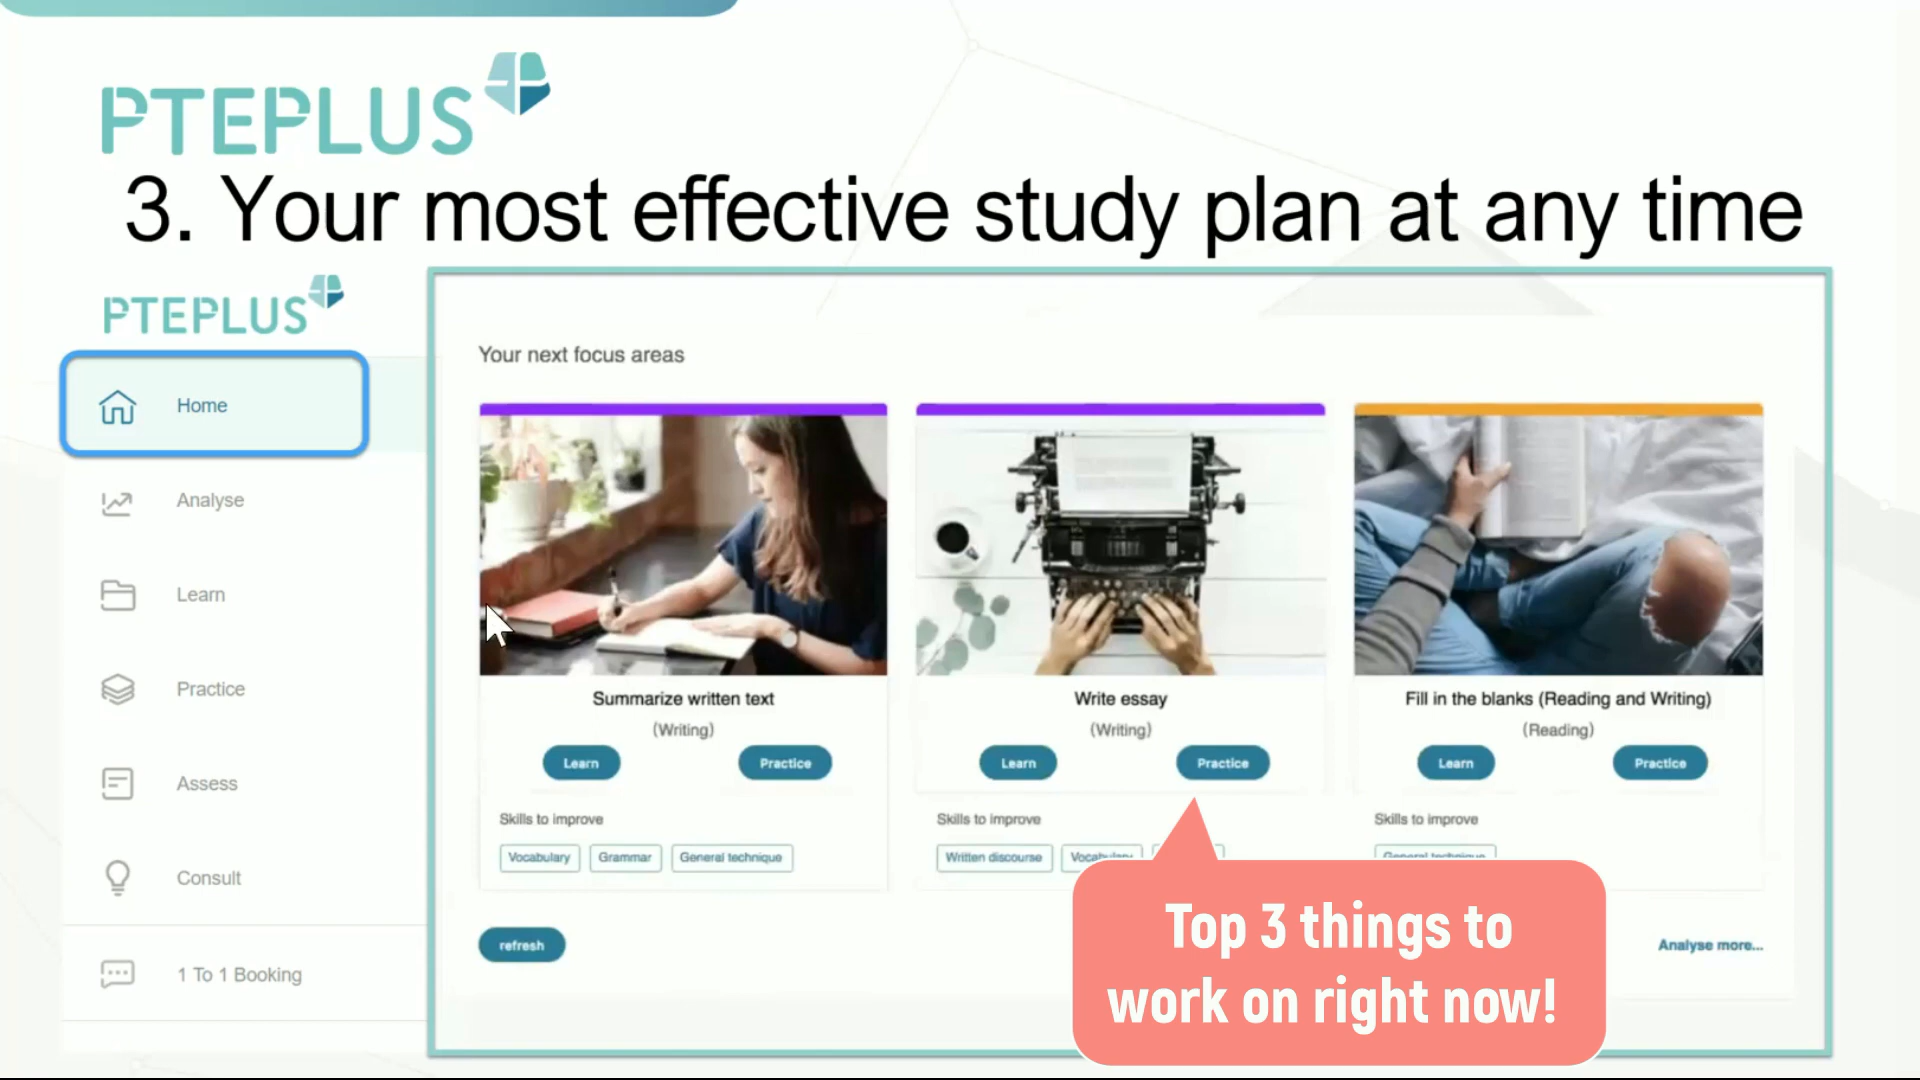 PTEPLUS
3. Your most effective study plan at any time
PTEPLUS
Home
Analyse
Learn
Practice
Assess
Consult
1 To 1 Booking
Your next focus areas
Summarize written text
(Writing)
Learn Practice
Skills to improve
Vocabulary Grammar General technique
Write essay
(Writing)
Learn Practice
Skills to improve
Written discourse Vocabulary
Fill in the blanks (Reading and Writing)
(Reading)
Learn Practice
Skills to improve
General technique
refresh
Analyse more...
Top 3 things to
work on right now!